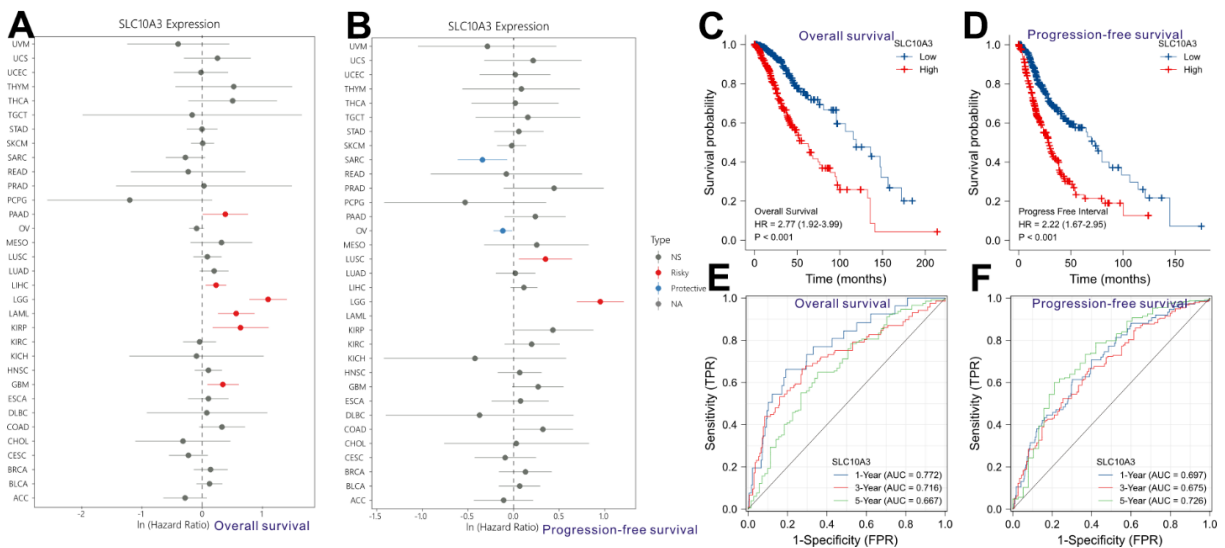 A
SLC10A3 Expression
UVM
UCS
UCEC
THYM
THCA
TGCT
STAD
SKCM
SARC
READ
PRAD
PCPG
PAAD
OV
MESO
LUSC
LUAD
LIHC
LGG
LAML
KIRP
KIRC
KICH
HNSC
GBM
ESCA
DLBC
COAD
CHOL
CESC
BRCA
BLCA
ACC
-2 -1 0 1
ln (Hazard Ratio)
Overall survival
B
SLC10A3 Expression
UVM
UCS
UCEC
THYM
THCA
TGCT
STAD
SKCM
SARC
READ
PRAD
PCPG
PAAD
OV
MESO
LUSC
LUAD
LIHC
LGG
LAML
KIRP
KIRC
KICH
HNSC
GBM
ESCA
DLBC
COAD
CHOL
CESC
BRCA
BLCA
ACC
-1.5 -1.0 -0.5 0.0 0.5 1.0
ln (Hazard Ratio)
Progression-free survival
Type
NS
Risky
Protective
NA
C
Overall survival
SLC10A3
Low
High
Survival probability
1.0
0.8
0.6
0.4
0.2
0.0
Overall Survival
HR = 2.77 (1.92-3.99)
P < 0.001
0 50 100 150 200
Time (months)
D
Progression-free survival
SLC10A3
Low
High
Survival probability
1.0
0.8
0.6
0.4
0.2
0.0
Progress Free Interval
HR = 2.22 (1.67-2.95)
P < 0.001
0 50 100 150
Time (months)
E
Overall survival
Sensitivity (TPR)
1.0
0.8
0.6
0.4
0.2
0.0
SLC10A3
1-Year (AUC = 0.772)
3-Year (AUC = 0.716)
5-Year (AUC = 0.667)
0.0 0.2 0.4 0.6 0.8 1.0
1-Specificity (FPR)
F
Progression-free survival
Sensitivity (TPR)
1.0
0.8
0.6
0.4
0.2
0.0
SLC10A3
1-Year (AUC = 0.697)
3-Year (AUC = 0.675)
5-Year (AUC = 0.726)
0.0 0.2 0.4 0.6 0.8 1.0
1-Specificity (FPR)